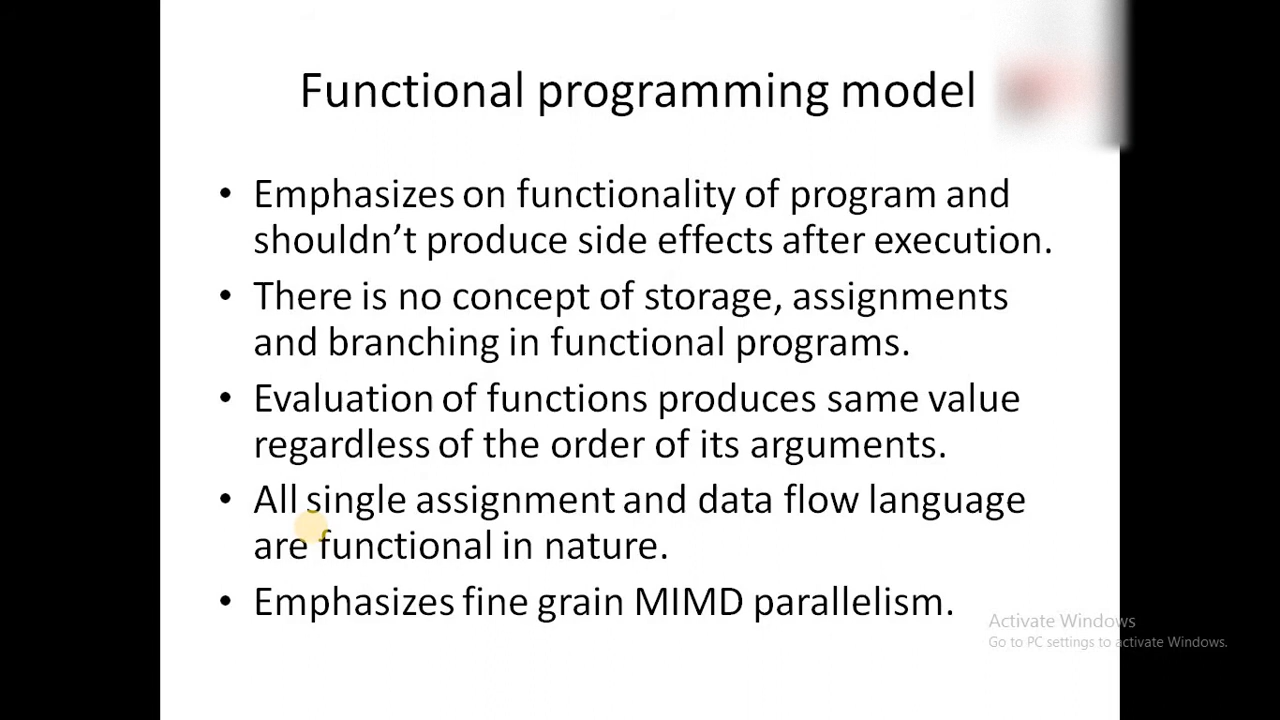 Functional programming model
• Emphasizes on functionality of program and
shouldn’t produce side effects after execution.
• There is no concept of storage, assignments
and branching in functional programs.
• Evaluation of functions produces same value
regardless of the order of its arguments.
• All single assignment and data flow language
are functional in nature.
• Emphasizes fine grain MIMD parallelism.
Activate Windows
Go to PC settings to activate Windows.